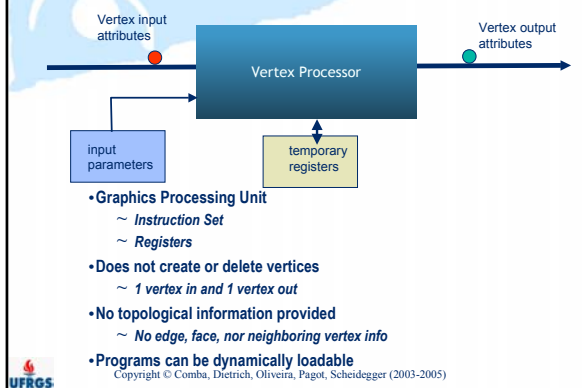 Vertex input
attributes
Vertex output
attributes
Vertex Processor
input
parameters
temporary
registers
•Graphics Processing Unit
~ Instruction Set
~ Registers
•Does not create or delete vertices
~ 1 vertex in and 1 vertex out
•No topological information provided
~ No edge, face, nor neighboring vertex info
•Programs can be dynamically loadable
Copyright © Comba, Dietrich, Oliveira, Pagot, Scheidegger (2003-2005)
UFRGS